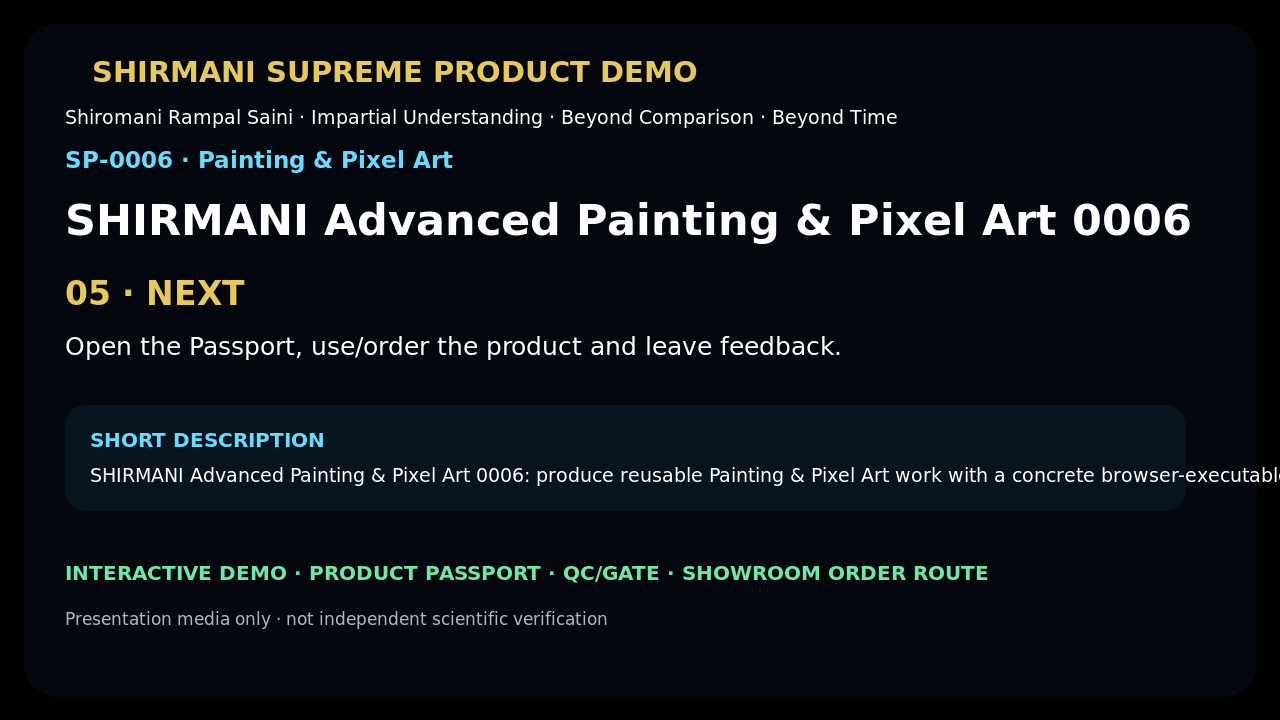 SHIRMANI SUPREME PRODUCT DEMO
Shiromani Rampal Saini · Impartial Understanding · Beyond Comparison · Beyond Time
SP-0006 · Painting & Pixel Art
SHIRMANI Advanced Painting & Pixel Art 0006
05 · NEXT
Open the Passport, use/order the product and leave feedback.
SHORT DESCRIPTION
SHIRMANI Advanced Painting & Pixel Art 0006: produce reusable Painting & Pixel Art work with a concrete
INTERACTIVE DEMO · PRODUCT PASSPORT · QC/GATE · SHOWROOM ORDER ROUTE
Presentation media only · not independent scientific verification